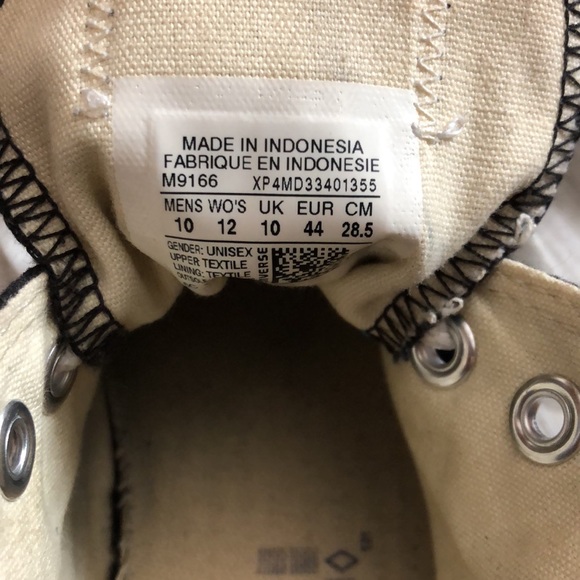 MADE IN INDONESIA
FABRIQUE EN INDONESIE
M9166 XP4MD33401355
MENS WO'S UK EUR CM
10 12 10 44 28.5
GENDER: UNISEX
UPPER TEXTILE
LINING: TEXTILE